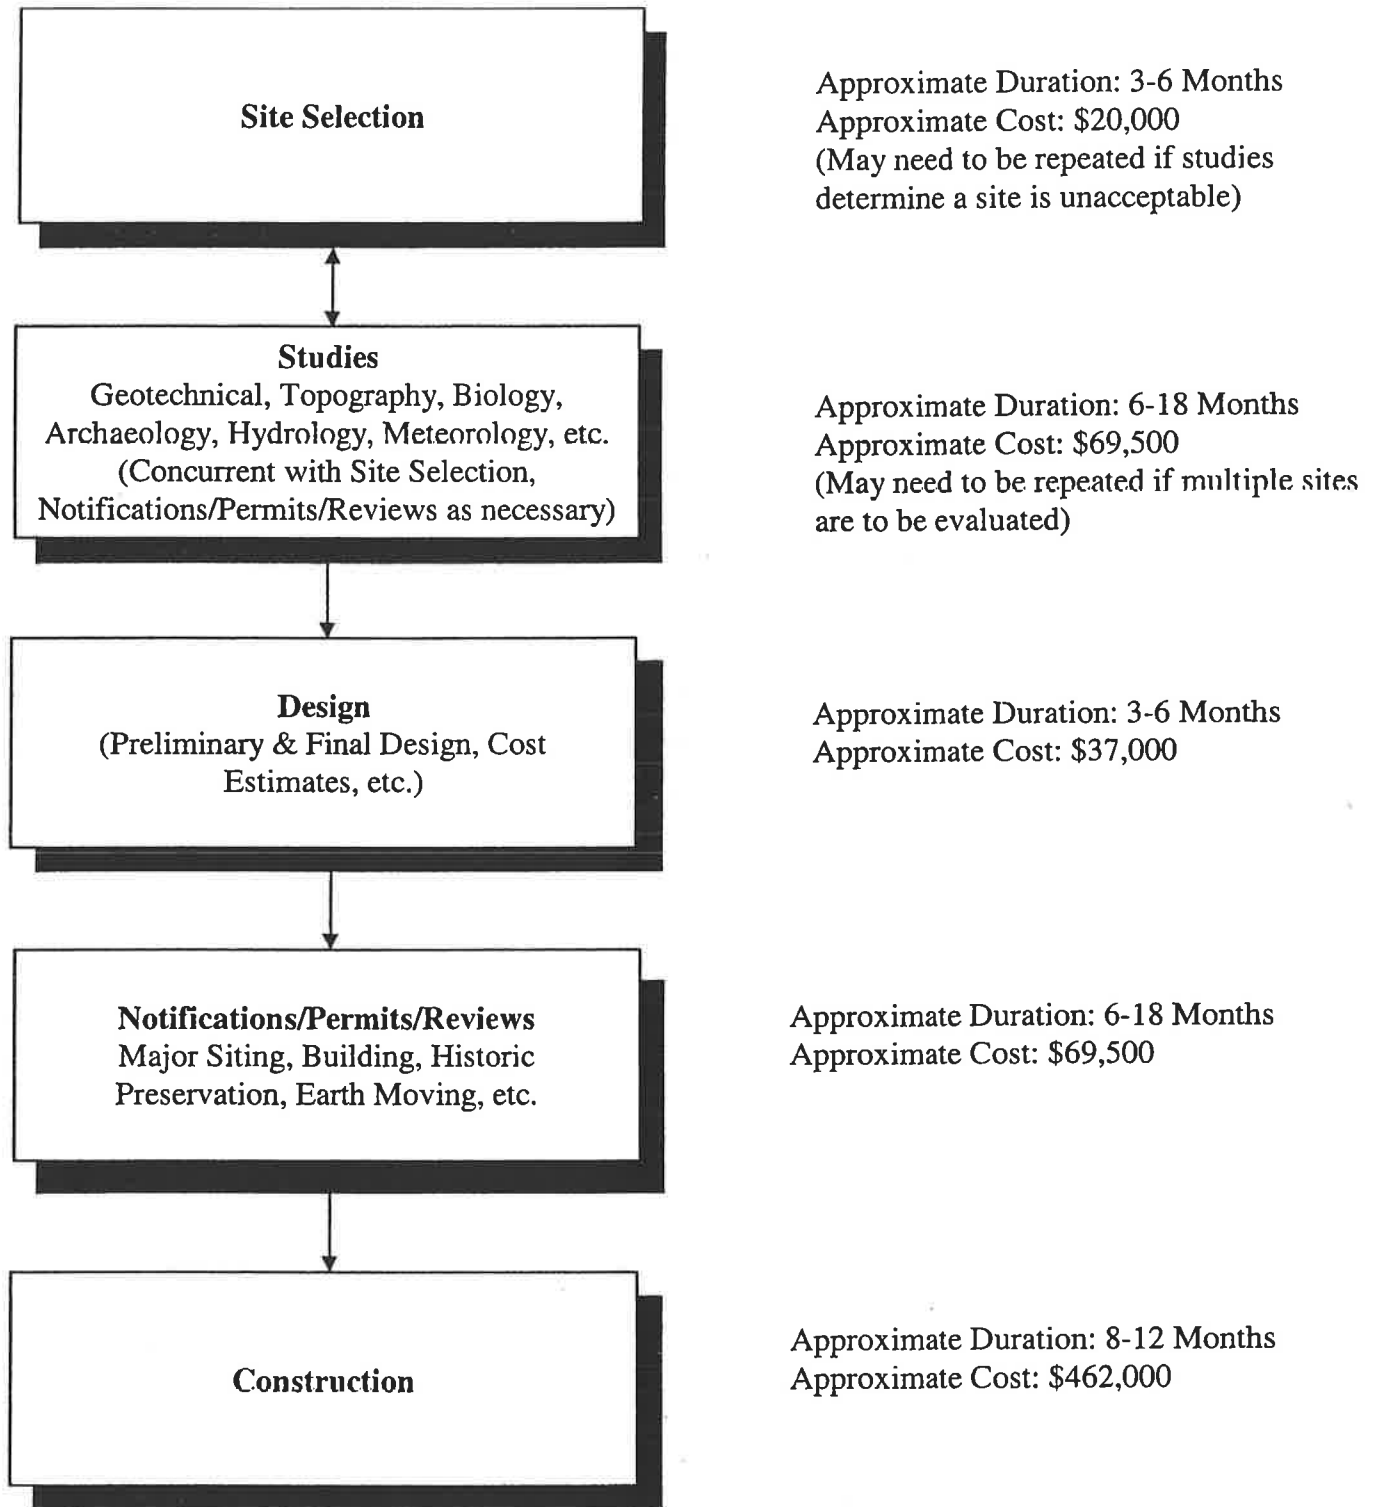 Site Selection
Approximate Duration: 3-6 Months
Approximate Cost: $20,000
(May need to be repeated if studies
determine a site is unacceptable)
Studies
Geotechnical, Topography, Biology,
Archaeology, Hydrology, Meteorology, etc.
(Concurrent with Site Selection,
Notifications/Permits/Reviews as necessary)
Approximate Duration: 6-18 Months
Approximate Cost: $69,500
(May need to be repeated if multiple sites
are to be evaluated)
Design
(Preliminary & Final Design, Cost
Estimates, etc.)
Approximate Duration: 3-6 Months
Approximate Cost: $37,000
Notifications/Permits/Reviews
Major Siting, Building, Historic
Preservation, Earth Moving, etc.
Approximate Duration: 6-18 Months
Approximate Cost: $69,500
Construction
Approximate Duration: 8-12 Months
Approximate Cost: $462,000